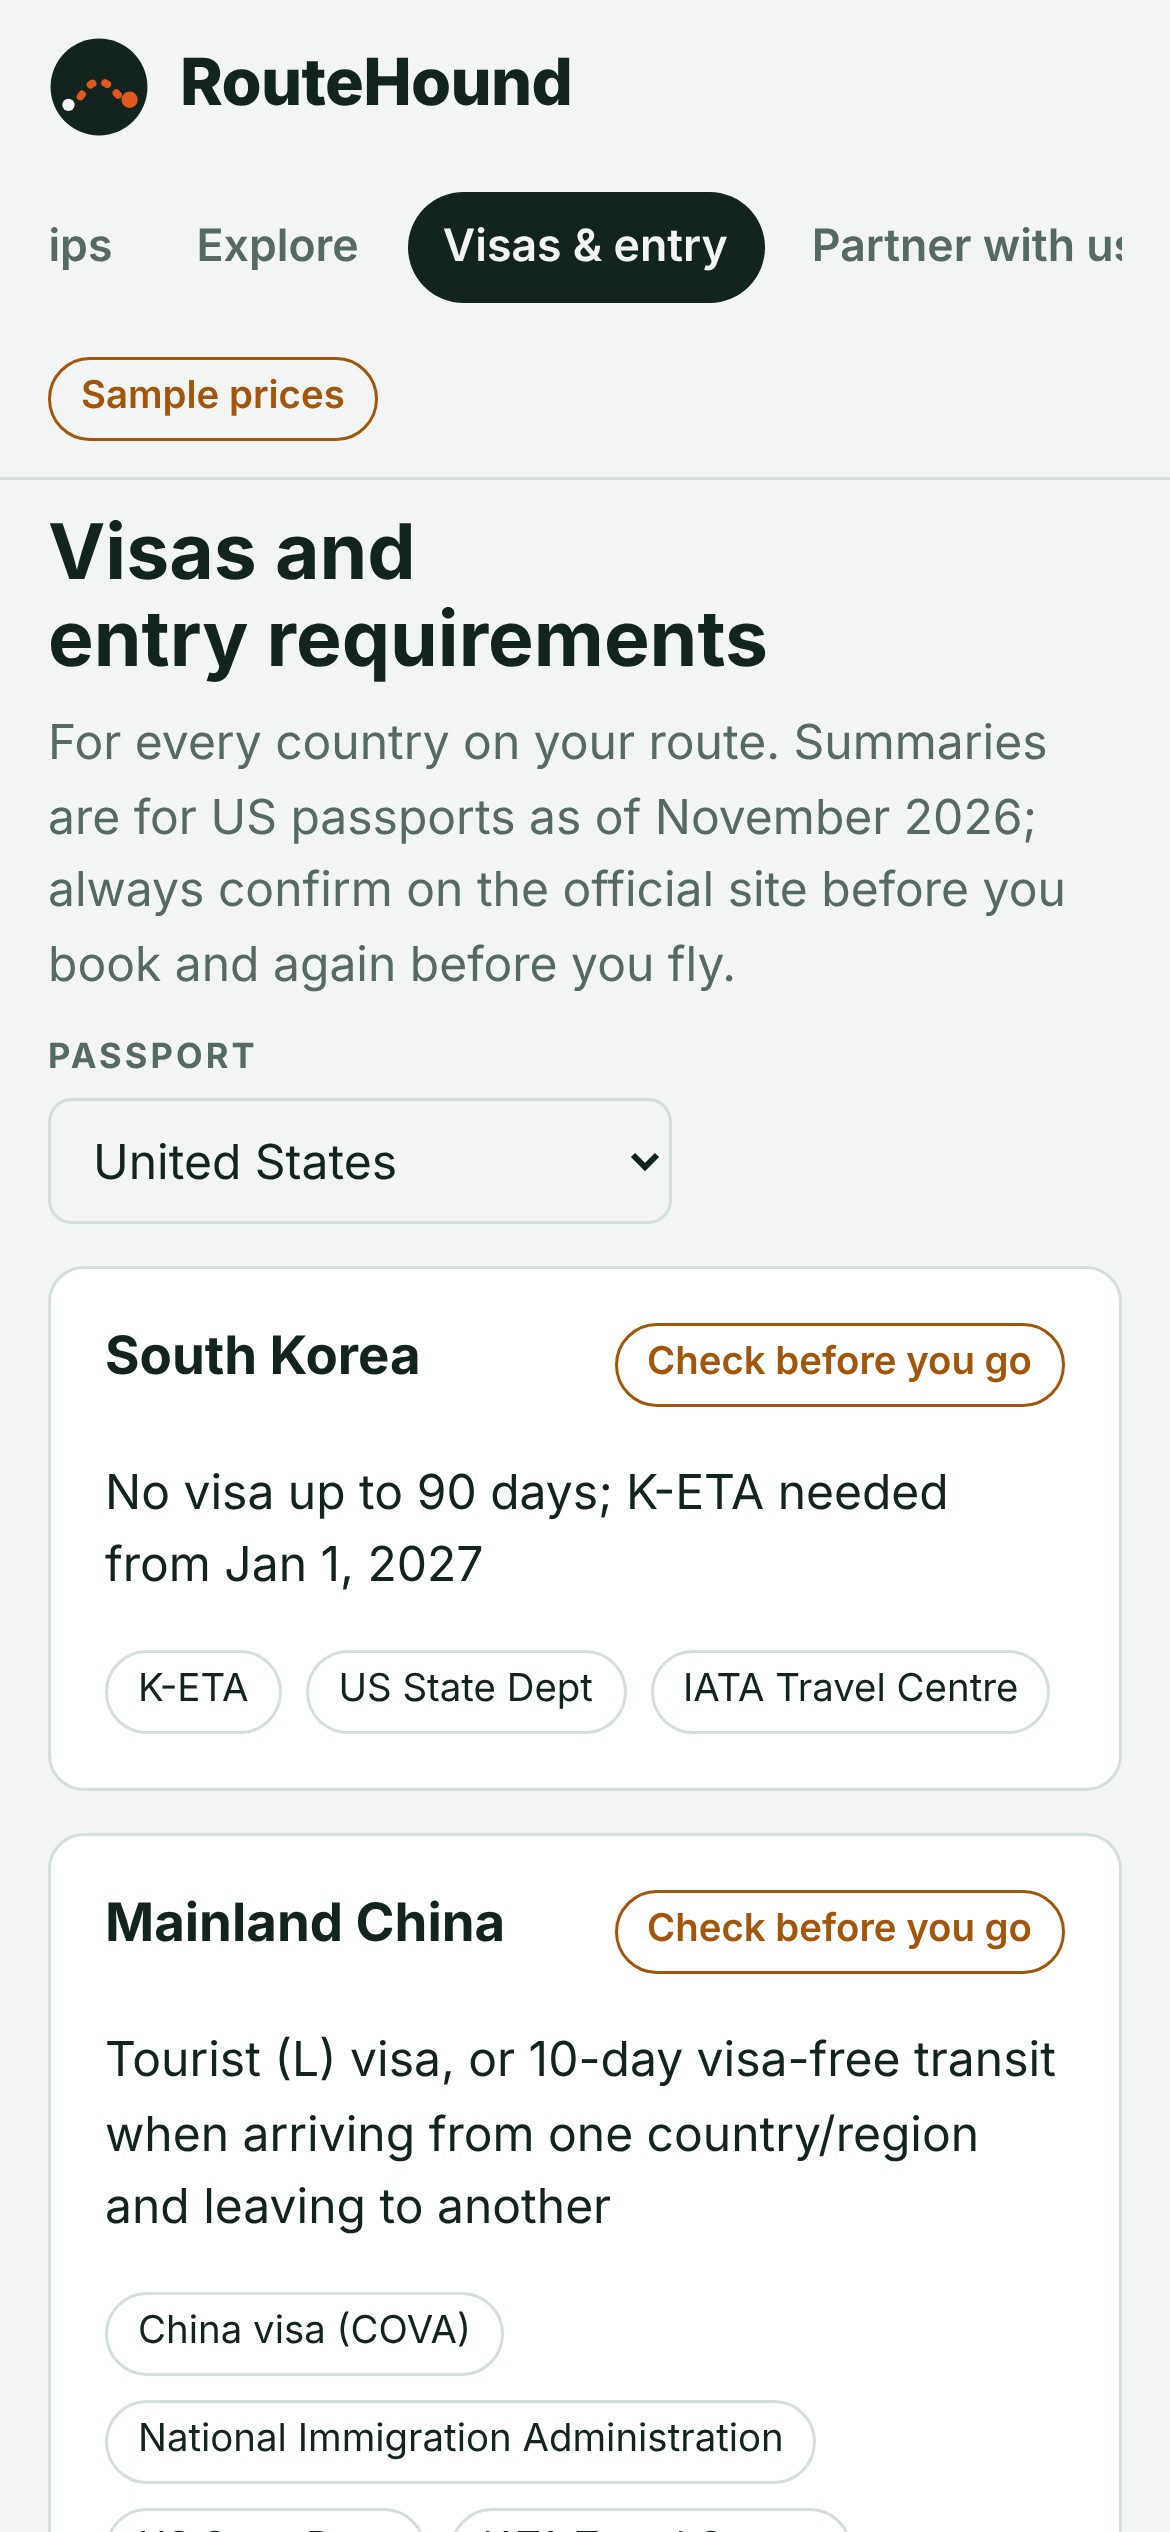 RouteHound
ips Explore Visas & entry Partner with us
Sample prices
Visas and
entry requirements
For every country on your route. Summaries
are for US passports as of November 2026;
always confirm on the official site before you
book and again before you fly.
PASSPORT
United States
South Korea Check before you go
No visa up to 90 days; K-ETA needed
from Jan 1, 2027
K-ETA US State Dept IATA Travel Centre
Mainland China Check before you go
Tourist (L) visa, or 10-day visa-free transit
when arriving from one country/region
and leaving to another
China visa (COVA)
National Immigration Administration